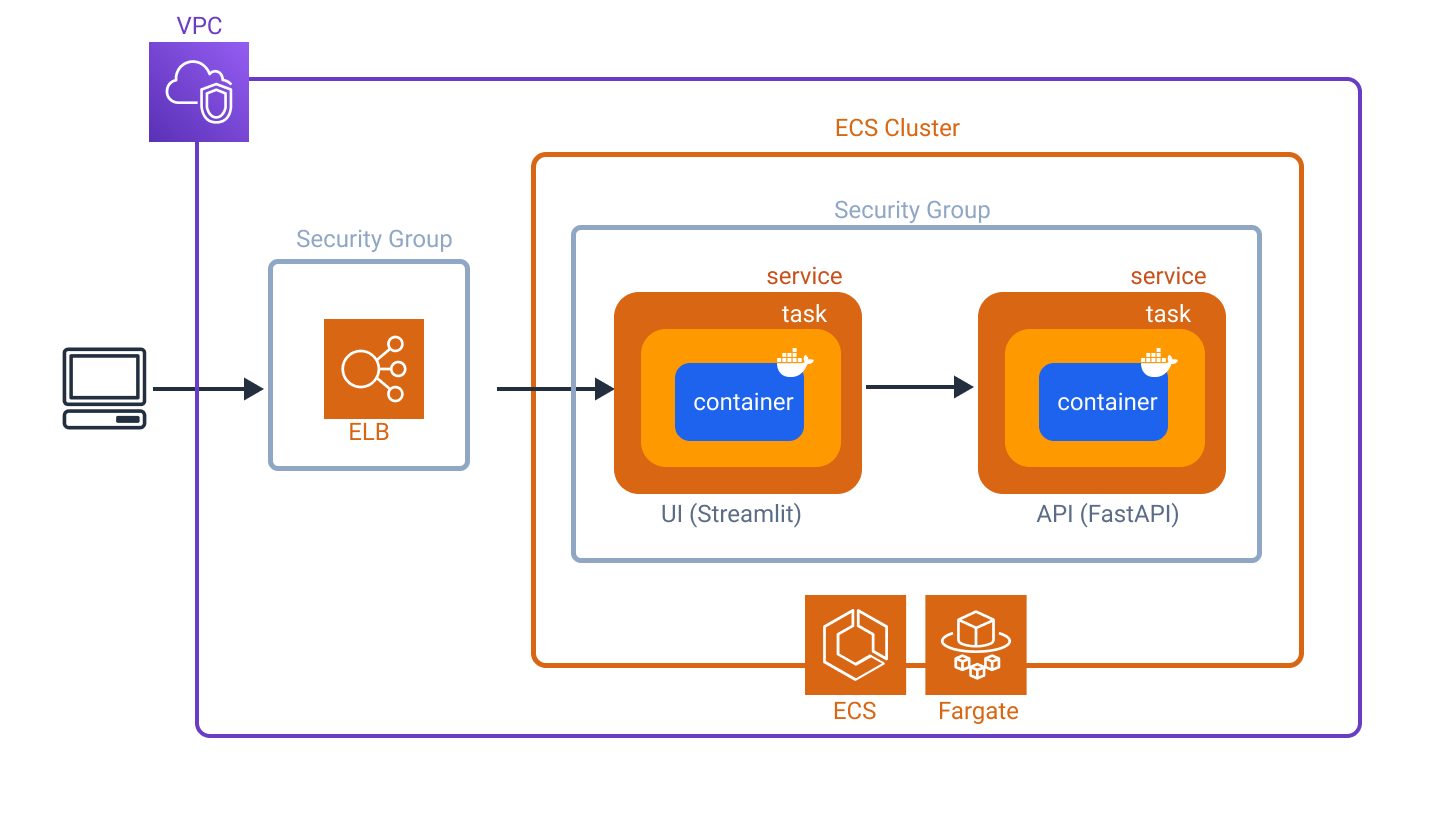 VPC
ECS Cluster
Security Group
Security Group
service
service
task
task
container
container
ELB
UI (Streamlit)
API (FastAPI)
ECS
Fargate